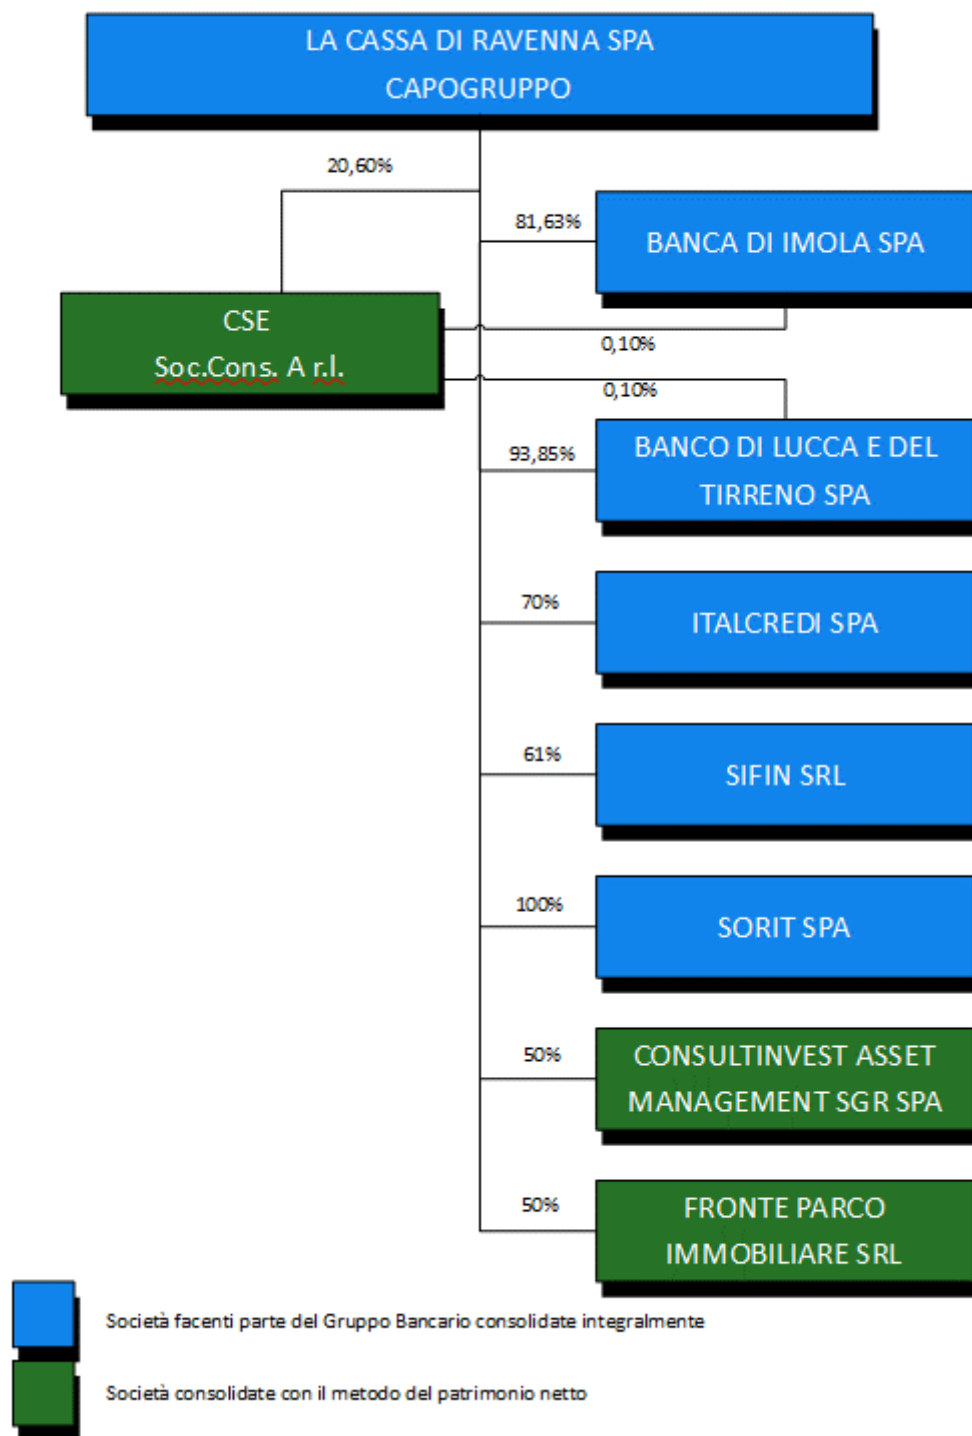 LA CASSA DI RAVENNA SPA
CAPOGRUPPO
20,60%
81,63%
BANCA DI IMOLA SPA
CSE
Soc.Cons. A r.l.
0,10%
0,10%
93,85%
BANCO DI LUCCA E DEL
TIRRENO SPA
70%
ITALCREDI SPA
61%
SIFIN SRL
100%
SORIT SPA
50%
CONSULTINVEST ASSET
MANAGEMENT SGR SPA
50%
FRONTE PARCO
IMMOBILIARE SRL
Società facenti parte del Gruppo Bancario consolidate integralmente
Società consolidate con il metodo del patrimonio netto